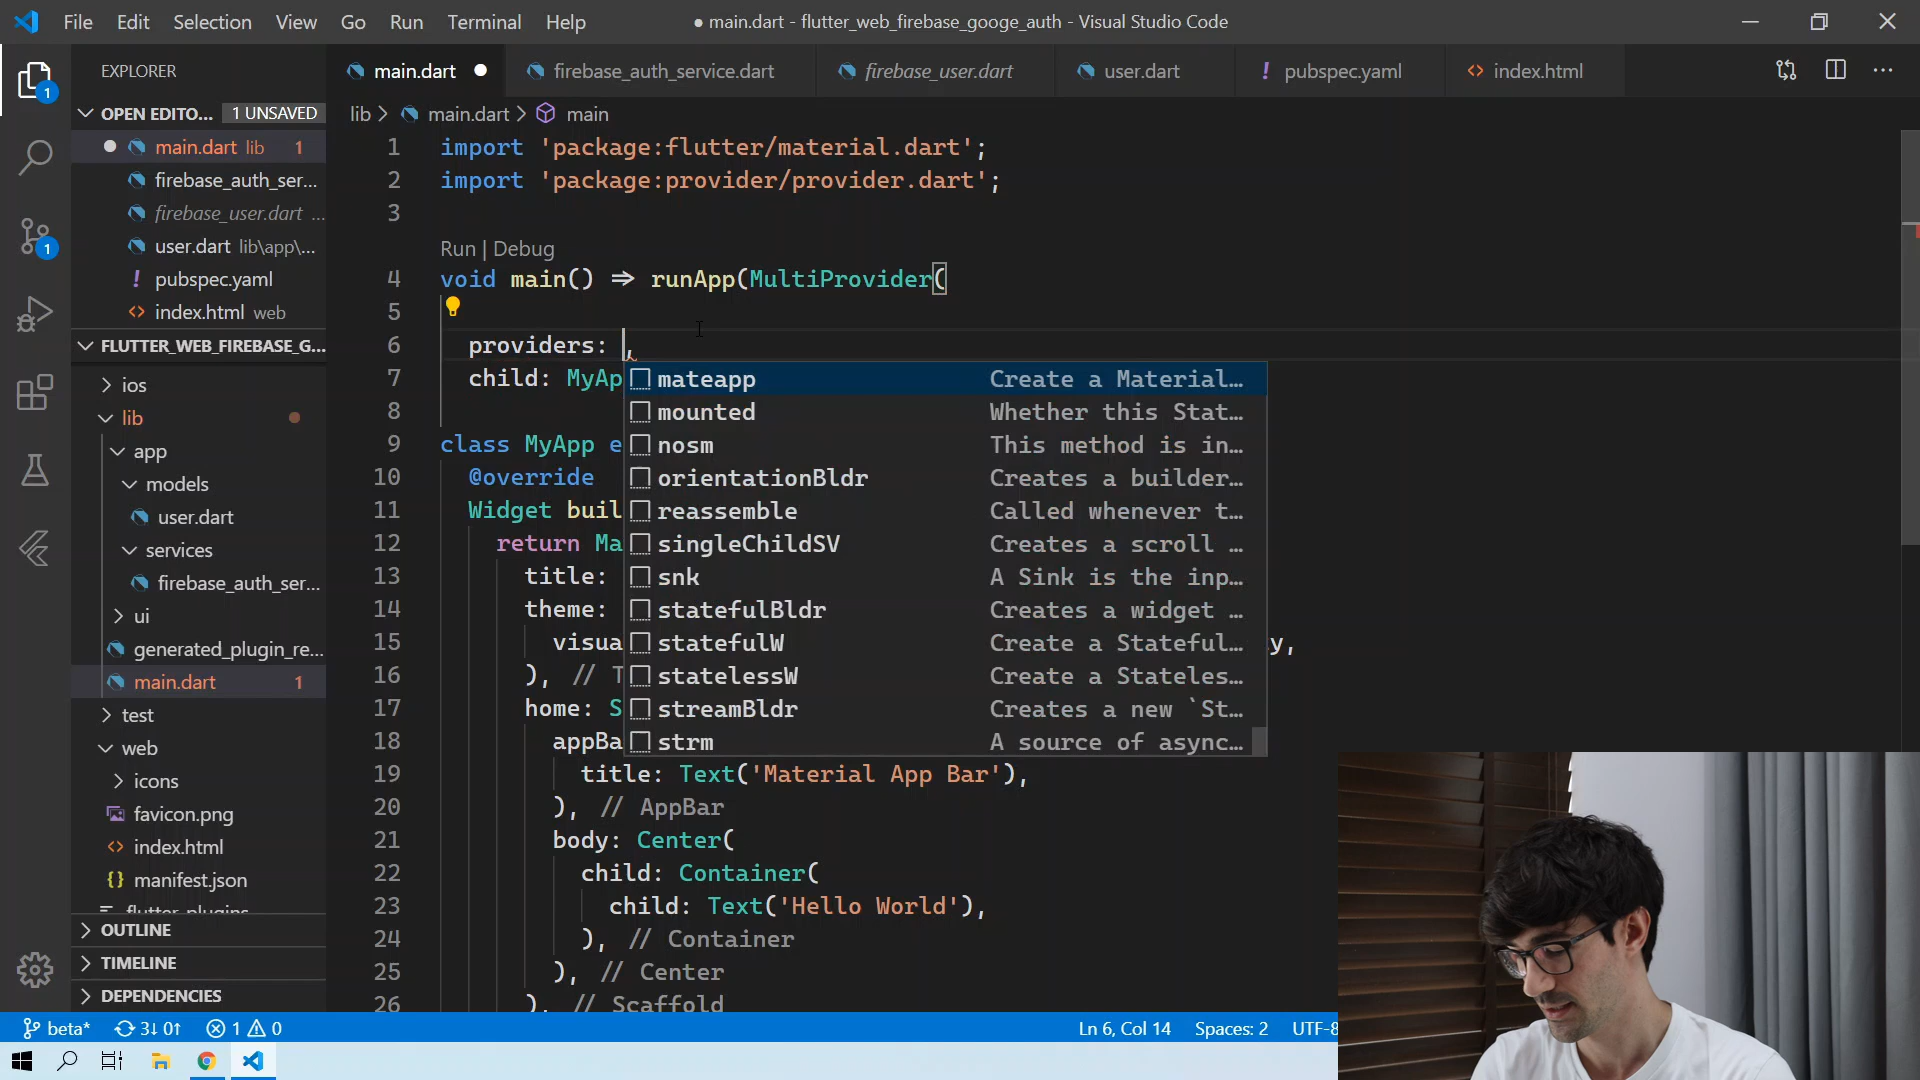 File Edit Selection View Go Run Terminal Help
● main.dart - flutter_web_firebase_googe_auth - Visual Studio Code
EXPLORER
main.dart
firebase_auth_service.dart
firebase_user.dart
user.dart
! pubspec.yaml
<> index.html
OPEN EDITO... 1 UNSAVED
main.dart lib 1
firebase_auth_ser...
firebase_user.dart ...
user.dart lib\app\...
! pubspec.yaml
<> index.html web
FLUTTER_WEB_FIREBASE_G...
ios
lib
app
models
user.dart
services
firebase_auth_ser...
ui
generated_plugin_re...
main.dart 1
test
web
icons
favicon.png
<> index.html
{} manifest.json
OUTLINE
TIMELINE
DEPENDENCIES
lib > main.dart > main
1 import 'package:flutter/material.dart';
2 import 'package:provider/provider.dart';
3
Run | Debug
4 void main() ⇒ runApp(MultiProvider(
5
6 providers: ,
7 child: MyAp
8
9 class MyApp e
10 @override
11 Widget buil
12 return Ma
13 title:
14 theme:
15 visua y,
16 ), // T
17 home: S
18 appBa
19 title: Text('Material App Bar'),
20 ), // AppBar
21 body: Center(
22 child: Container(
23 child: Text('Hello World'),
24 ), // Container
25 ), // Center
26 ), // Scaffold
mateapp Create a Material...
mounted Whether this Stat...
nosm This method is in...
orientationBldr Creates a builder...
reassemble Called whenever t...
singleChildSV Creates a scroll ...
snk A Sink is the inp...
statefulBldr Creates a widget ...
statefulW Create a Stateful...
statelessW Create a Stateles...
streamBldr Creates a new `St...
strm A source of async...
1
1
beta* 3↓ 0↑ 1 0
Ln 6, Col 14 Spaces: 2 UTF-8